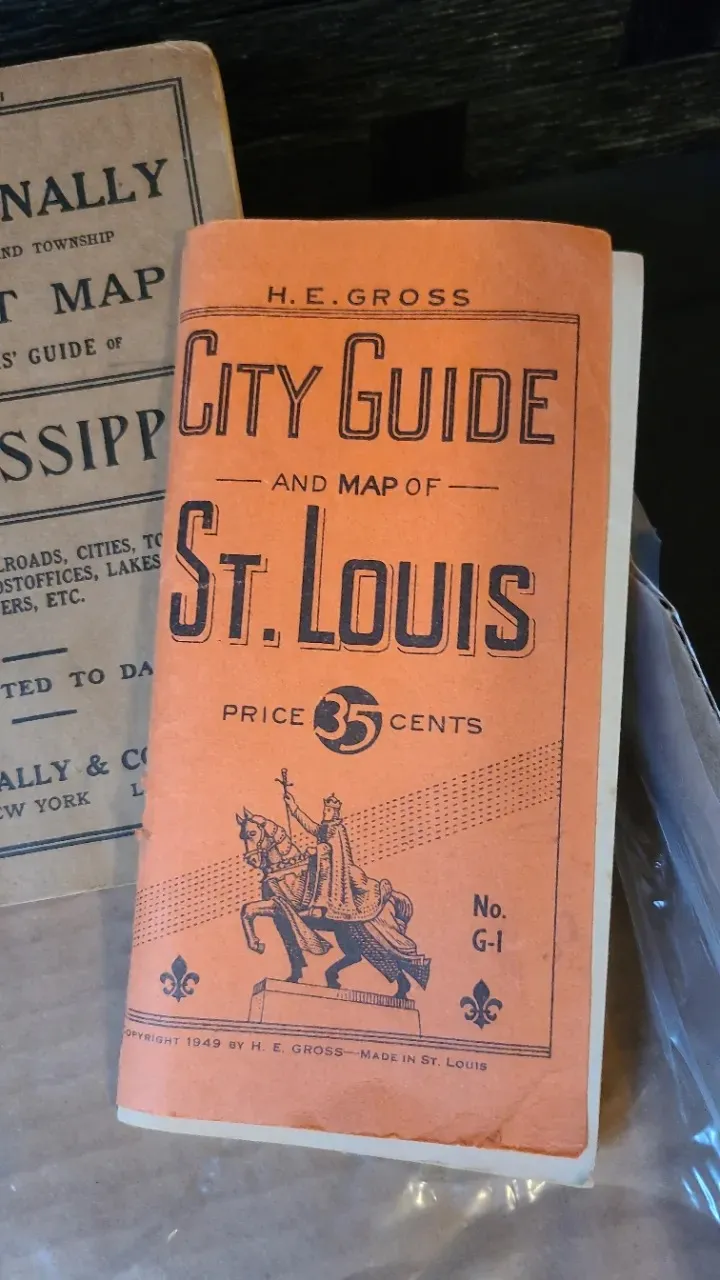 NALLY
ND TOWNSHIP
T MAP
S' GUIDE OF
SSIPP
LROADS, CITIES, TO
OSTOFFICES, LAKES
ERS, ETC.
TED TO DA
ALLY & CO
EW YORK L
H. E. GROSS
CITY GUIDE
AND MAP OF
ST. LOUIS
PRICE 35 CENTS
No.
G-1
OPYRIGHT 1949 BY H. E. GROSS—MADE IN ST. LOUIS